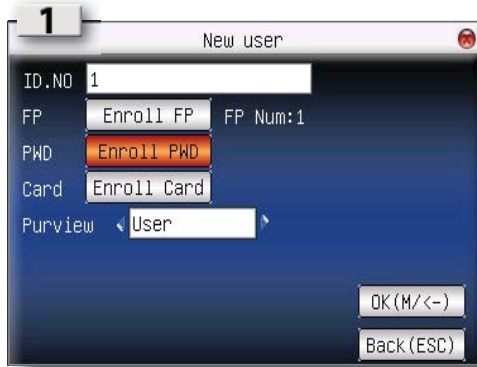 1
New user
ID.NO 1
FP Enroll FP FP Num:1
PWD Enroll PWD
Card Enroll Card
Purview User
OK(M/<-)
Back(ESC)